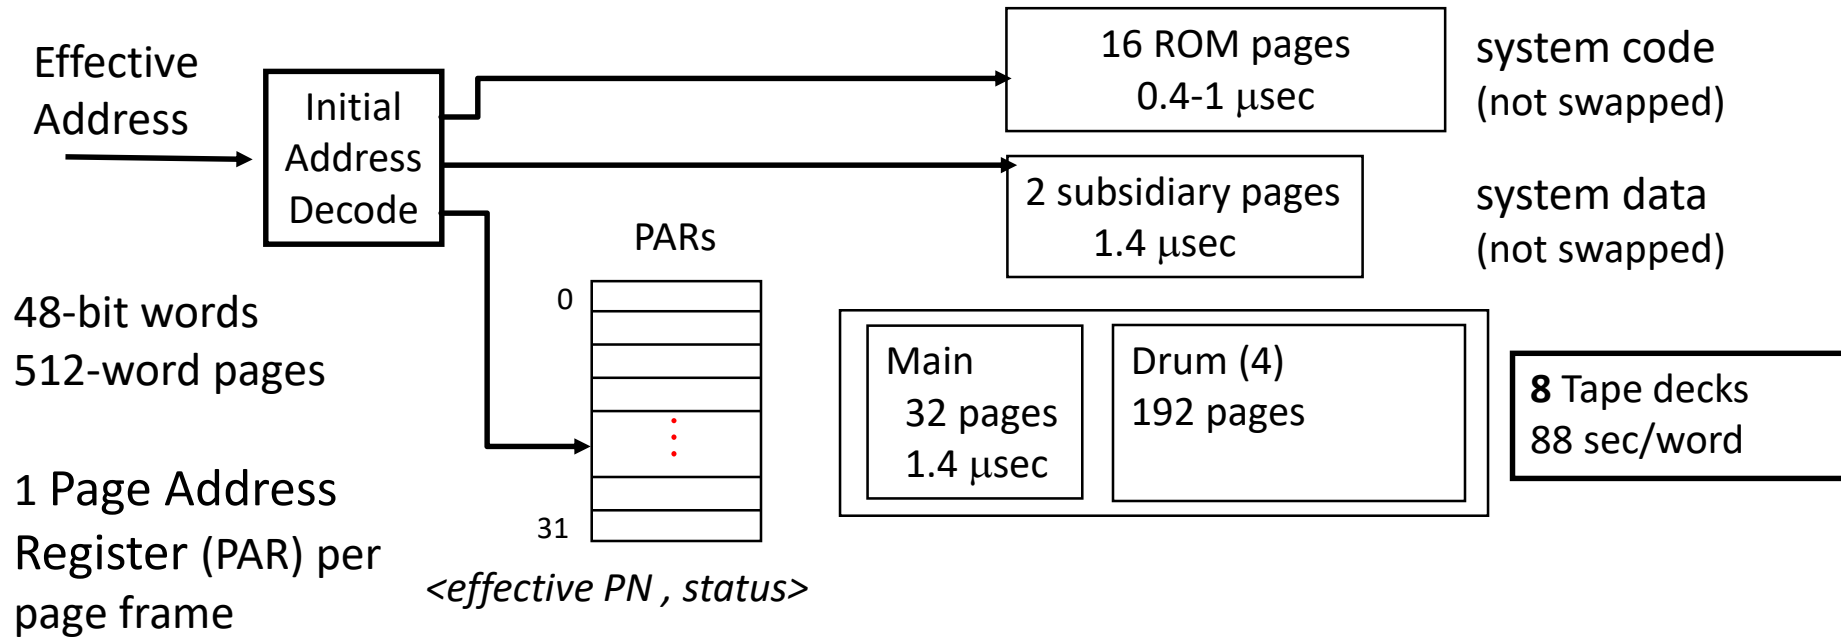 Effective
Address
Initial
Address
Decode
16 ROM pages
0.4-1 μsec
system code
(not swapped)
2 subsidiary pages
1.4 μsec
system data
(not swapped)
PARs
0
31
<effective PN , status>
48-bit words
512-word pages
1 Page Address
Register (PAR) per
page frame
Main
32 pages
1.4 μsec
Drum (4)
192 pages
8 Tape decks
88 sec/word